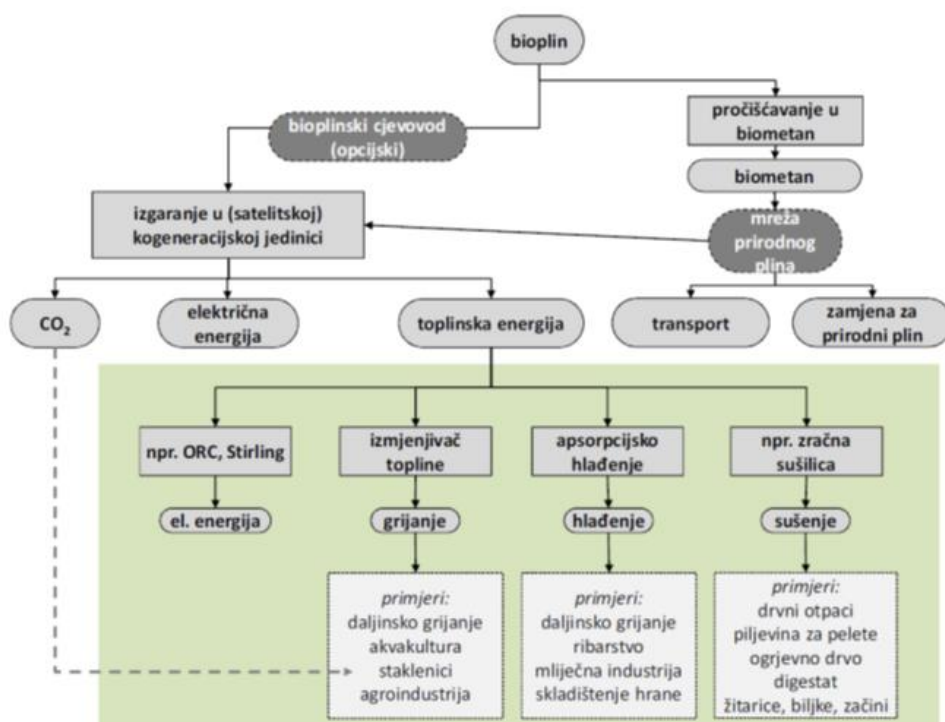 bioplin
bioplinski cjevovod
(opcijski)
pročišćavanje u
biometan
biometan
izgaranje u (satelitskoj)
kogeneracijskoj jedinici
mreža
prirodnog
plina
CO₂
električna
energija
toplinska energija
transport
zamjena za
prirodni plin
npr. ORC, Stirling
izmjenjivač
topline
apsorpcijsko
hlađenje
npr. zračna
sušilica
el. energija
grijanje
hlađenje
sušenje
primjeri:
daljinsko grijanje
akvakultura
staklenici
agroindustrija
primjeri:
daljinsko grijanje
ribarstvo
mliječna industrija
skladištenje hrane
primjeri:
drvni otpaci
piljevina za pelete
ogrjevno drvo
digestat
žitarice, biljke, začini